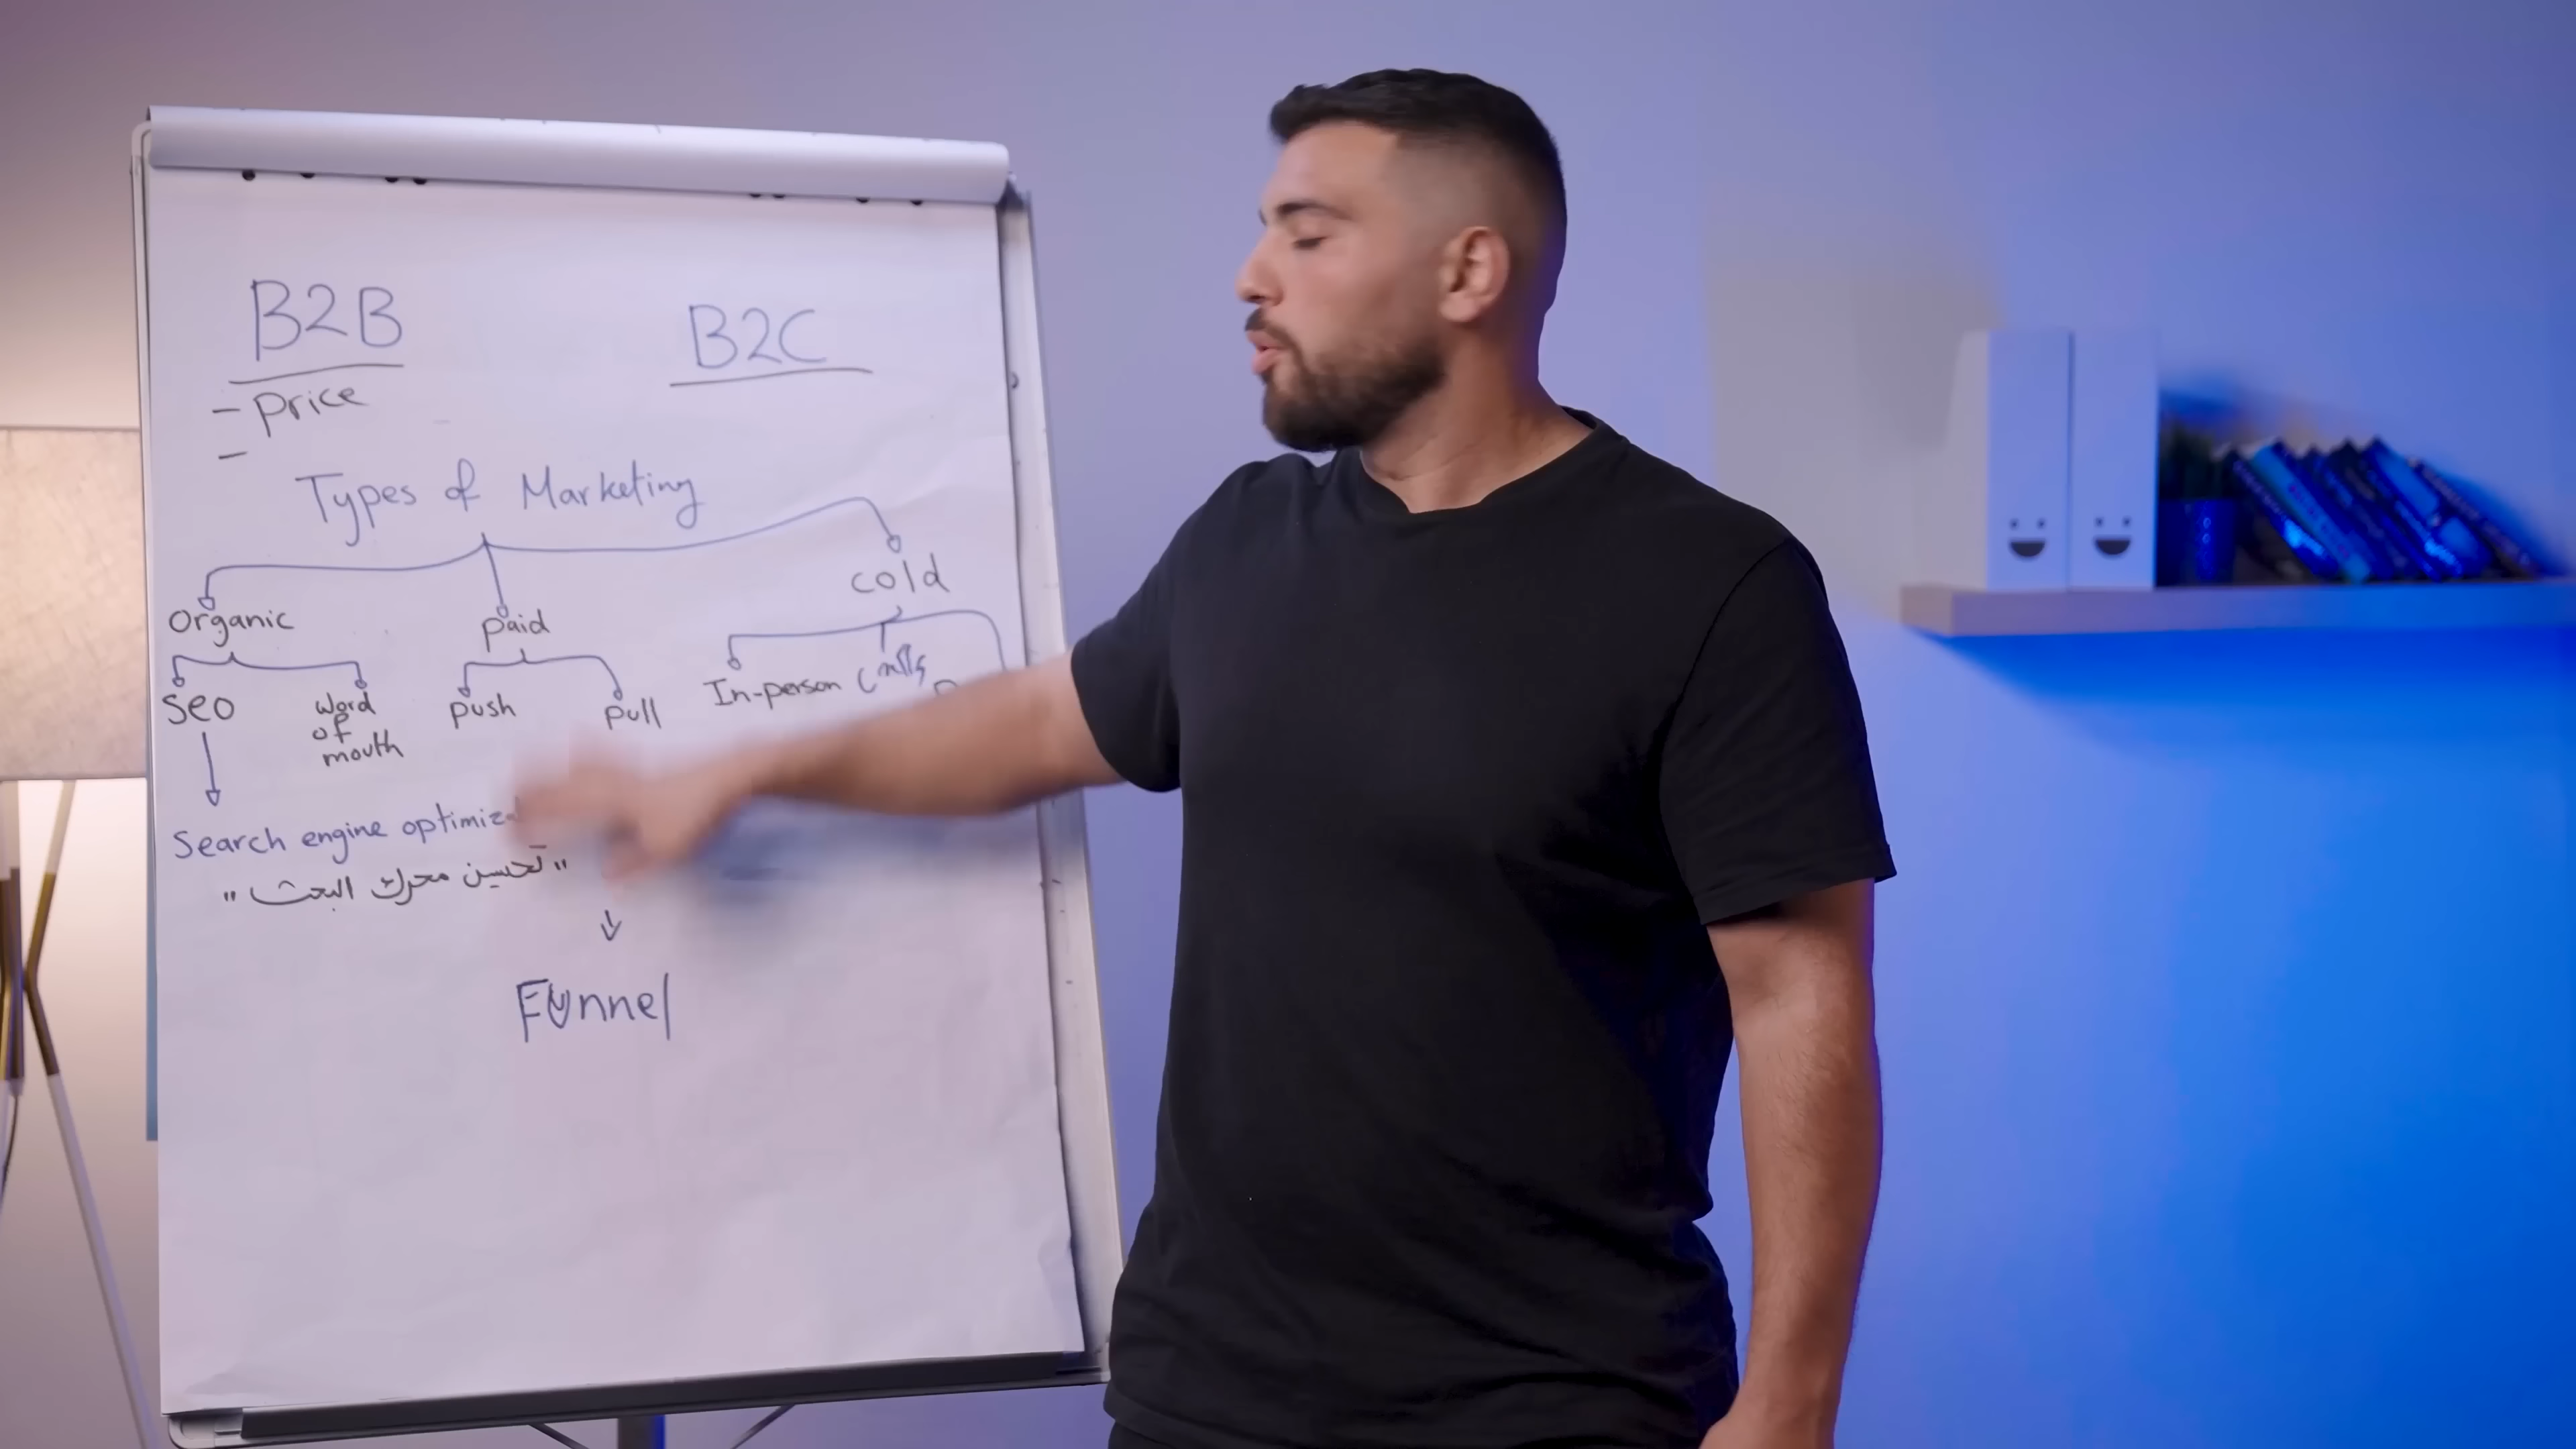 B2B
B2C
- price
-
Types of Marketing
Organic
paid
cold
seo
word
of
mouth
push
pull
In-person
calls
Search engine
"تحسين محرك البحث"
Funnel